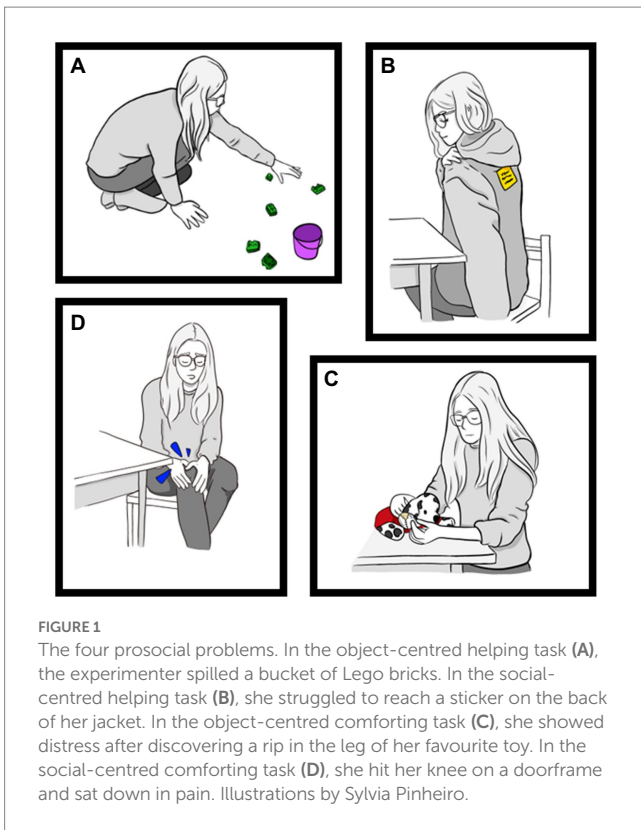 A
B
D
C
FIGURE 1
The four prosocial problems. In the object-centred helping task (A),
the experimenter spilled a bucket of Lego bricks. In the social-
centred helping task (B), she struggled to reach a sticker on the back
of her jacket. In the object-centred comforting task (C), she showed
distress after discovering a rip in the leg of her favourite toy. In the
social-centred comforting task (D), she hit her knee on a doorframe
and sat down in pain. Illustrations by Sylvia Pinheiro.